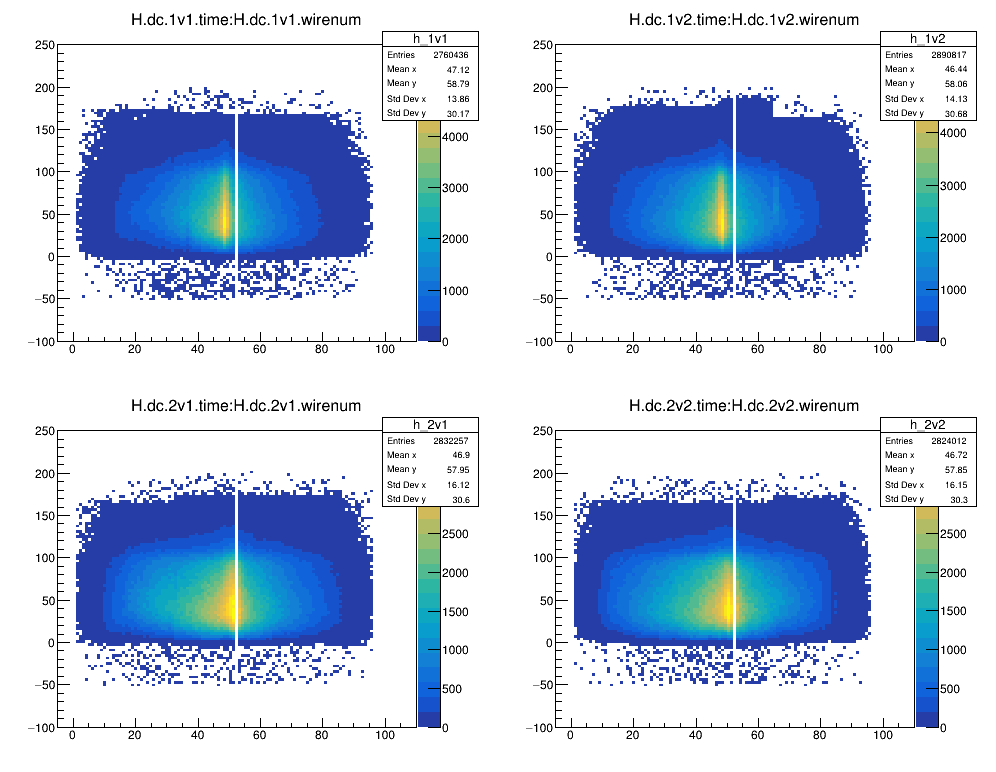 H.dc.1v1.time:H.dc.1v1.wirenum
h_1v1
Entries 2760436
Mean x 47.12
Mean y 58.79
Std Dev x 13.86
Std Dev y 30.17
250
200
150
100
50
0
−50
−100
0 20 40 60 80 100
4000
3000
2000
1000
0
H.dc.1v2.time:H.dc.1v2.wirenum
h_1v2
Entries 2890817
Mean x 46.44
Mean y 58.06
Std Dev x 14.13
Std Dev y 30.68
250
200
150
100
50
0
−50
−100
0 20 40 60 80 100
4000
3000
2000
1000
0
H.dc.2v1.time:H.dc.2v1.wirenum
h_2v1
Entries 2832257
Mean x 46.9
Mean y 57.95
Std Dev x 16.12
Std Dev y 30.6
250
200
150
100
50
0
−50
−100
0 20 40 60 80 100
2500
2000
1500
1000
500
0
H.dc.2v2.time:H.dc.2v2.wirenum
h_2v2
Entries 2824012
Mean x 46.72
Mean y 57.85
Std Dev x 16.15
Std Dev y 30.3
250
200
150
100
50
0
−50
−100
0 20 40 60 80 100
2500
2000
1500
1000
500
0